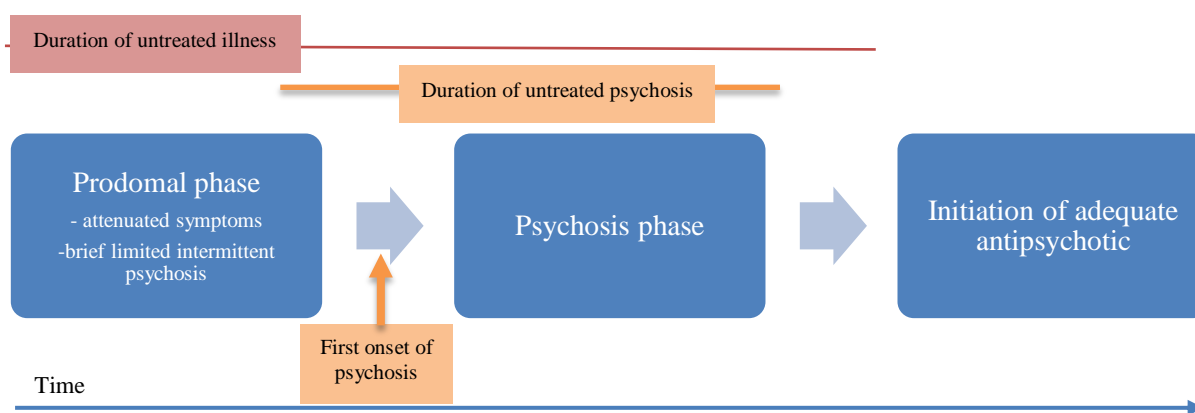 Duration of untreated illness
Duration of untreated psychosis
Prodomal phase
- attenuated symptoms
-brief limited intermittent
psychosis
Psychosis phase
Initiation of adequate
antipsychotic
First onset of
psychosis
Time